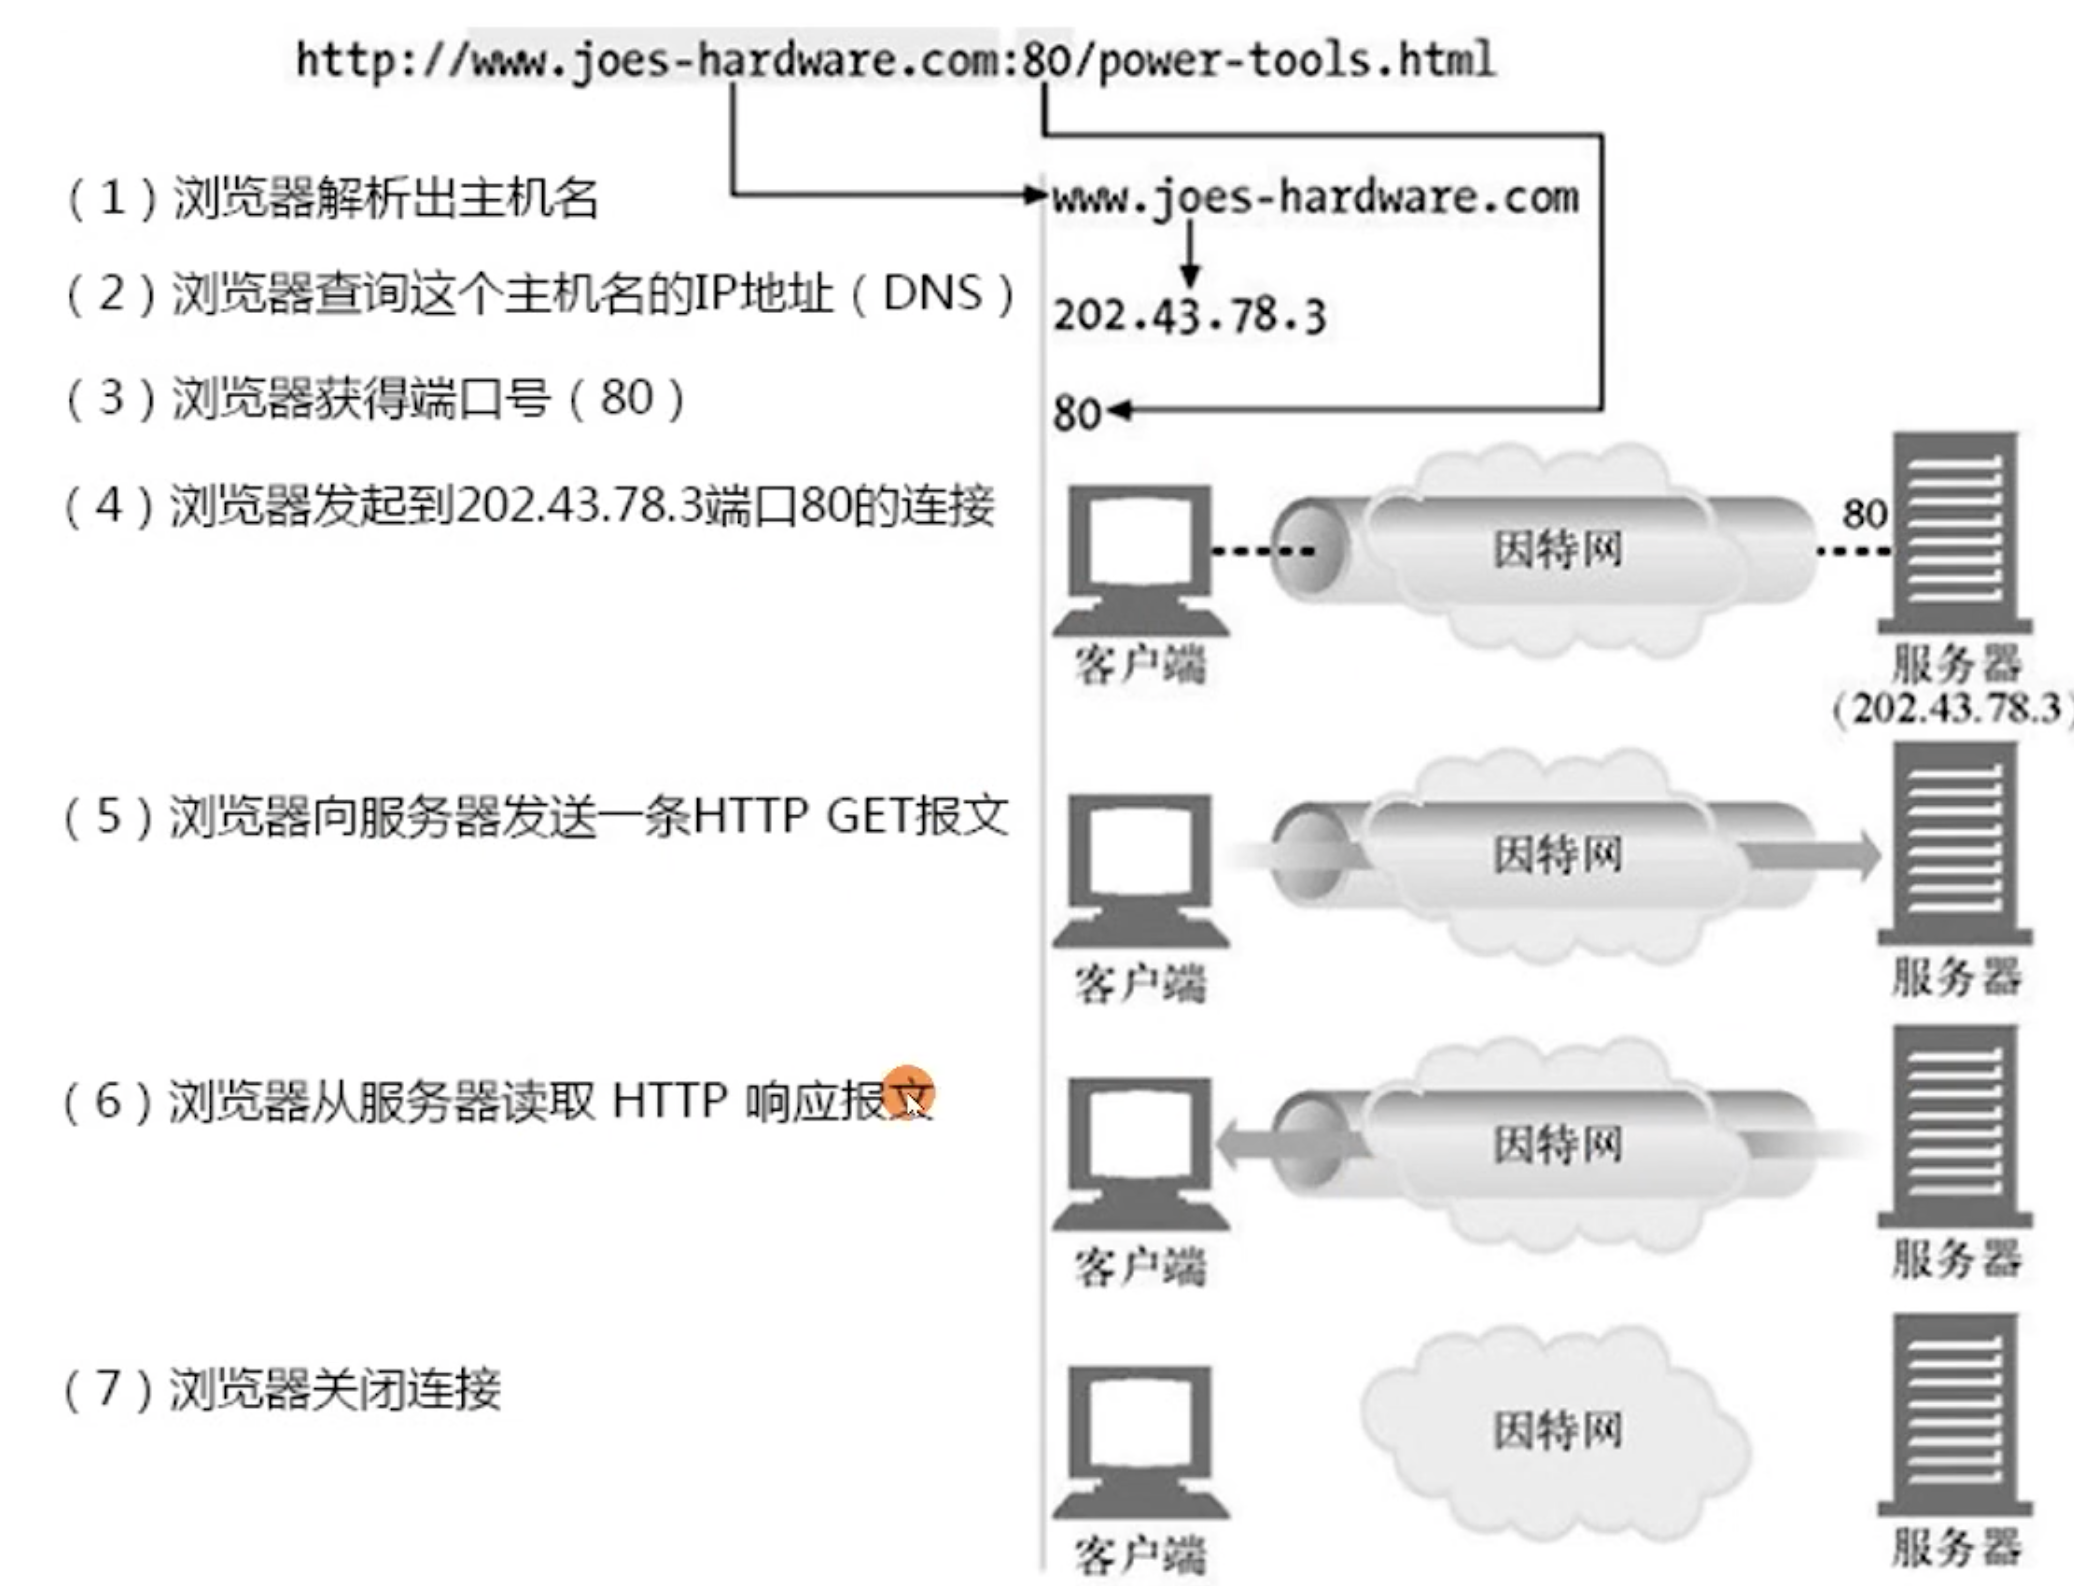 http://www.joes-hardware.com:80/power-tools.html
(1)浏览器解析出主机名
www.joes-hardware.com
(2)浏览器查询这个主机名的IP地址(DNS)
202.43.78.3
(3)浏览器获得端口号(80)
80
(4)浏览器发起到202.43.78.3端口80的连接
因特网
80
客户端
服务器
(202.43.78.3)
(5)浏览器向服务器发送一条HTTP GET报文
因特网
客户端
服务器
(6)浏览器从服务器读取 HTTP 响应报文
因特网
客户端
服务器
(7)浏览器关闭连接
因特网
客户端
服务器